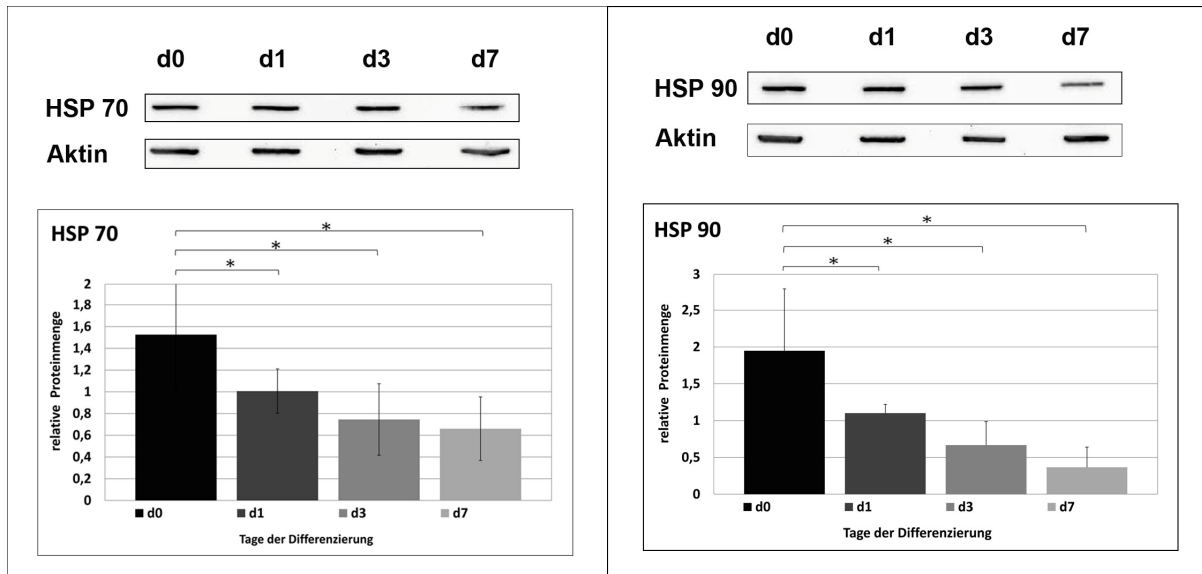 d0 d1 d3 d7
HSP 70
Aktin
HSP 70
*
*
*
relative Proteinmenge
2
1,8
1,6
1,4
1,2
1
0,8
0,6
0,4
0,2
0
d0 d1 d3 d7
Tage der Differenzierung
d0 d1 d3 d7
HSP 90
Aktin
HSP 90
*
*
*
relative Proteinmenge
3
2,5
2
1,5
1
0,5
0
d0 d1 d3 d7
Tage der Differenzierung